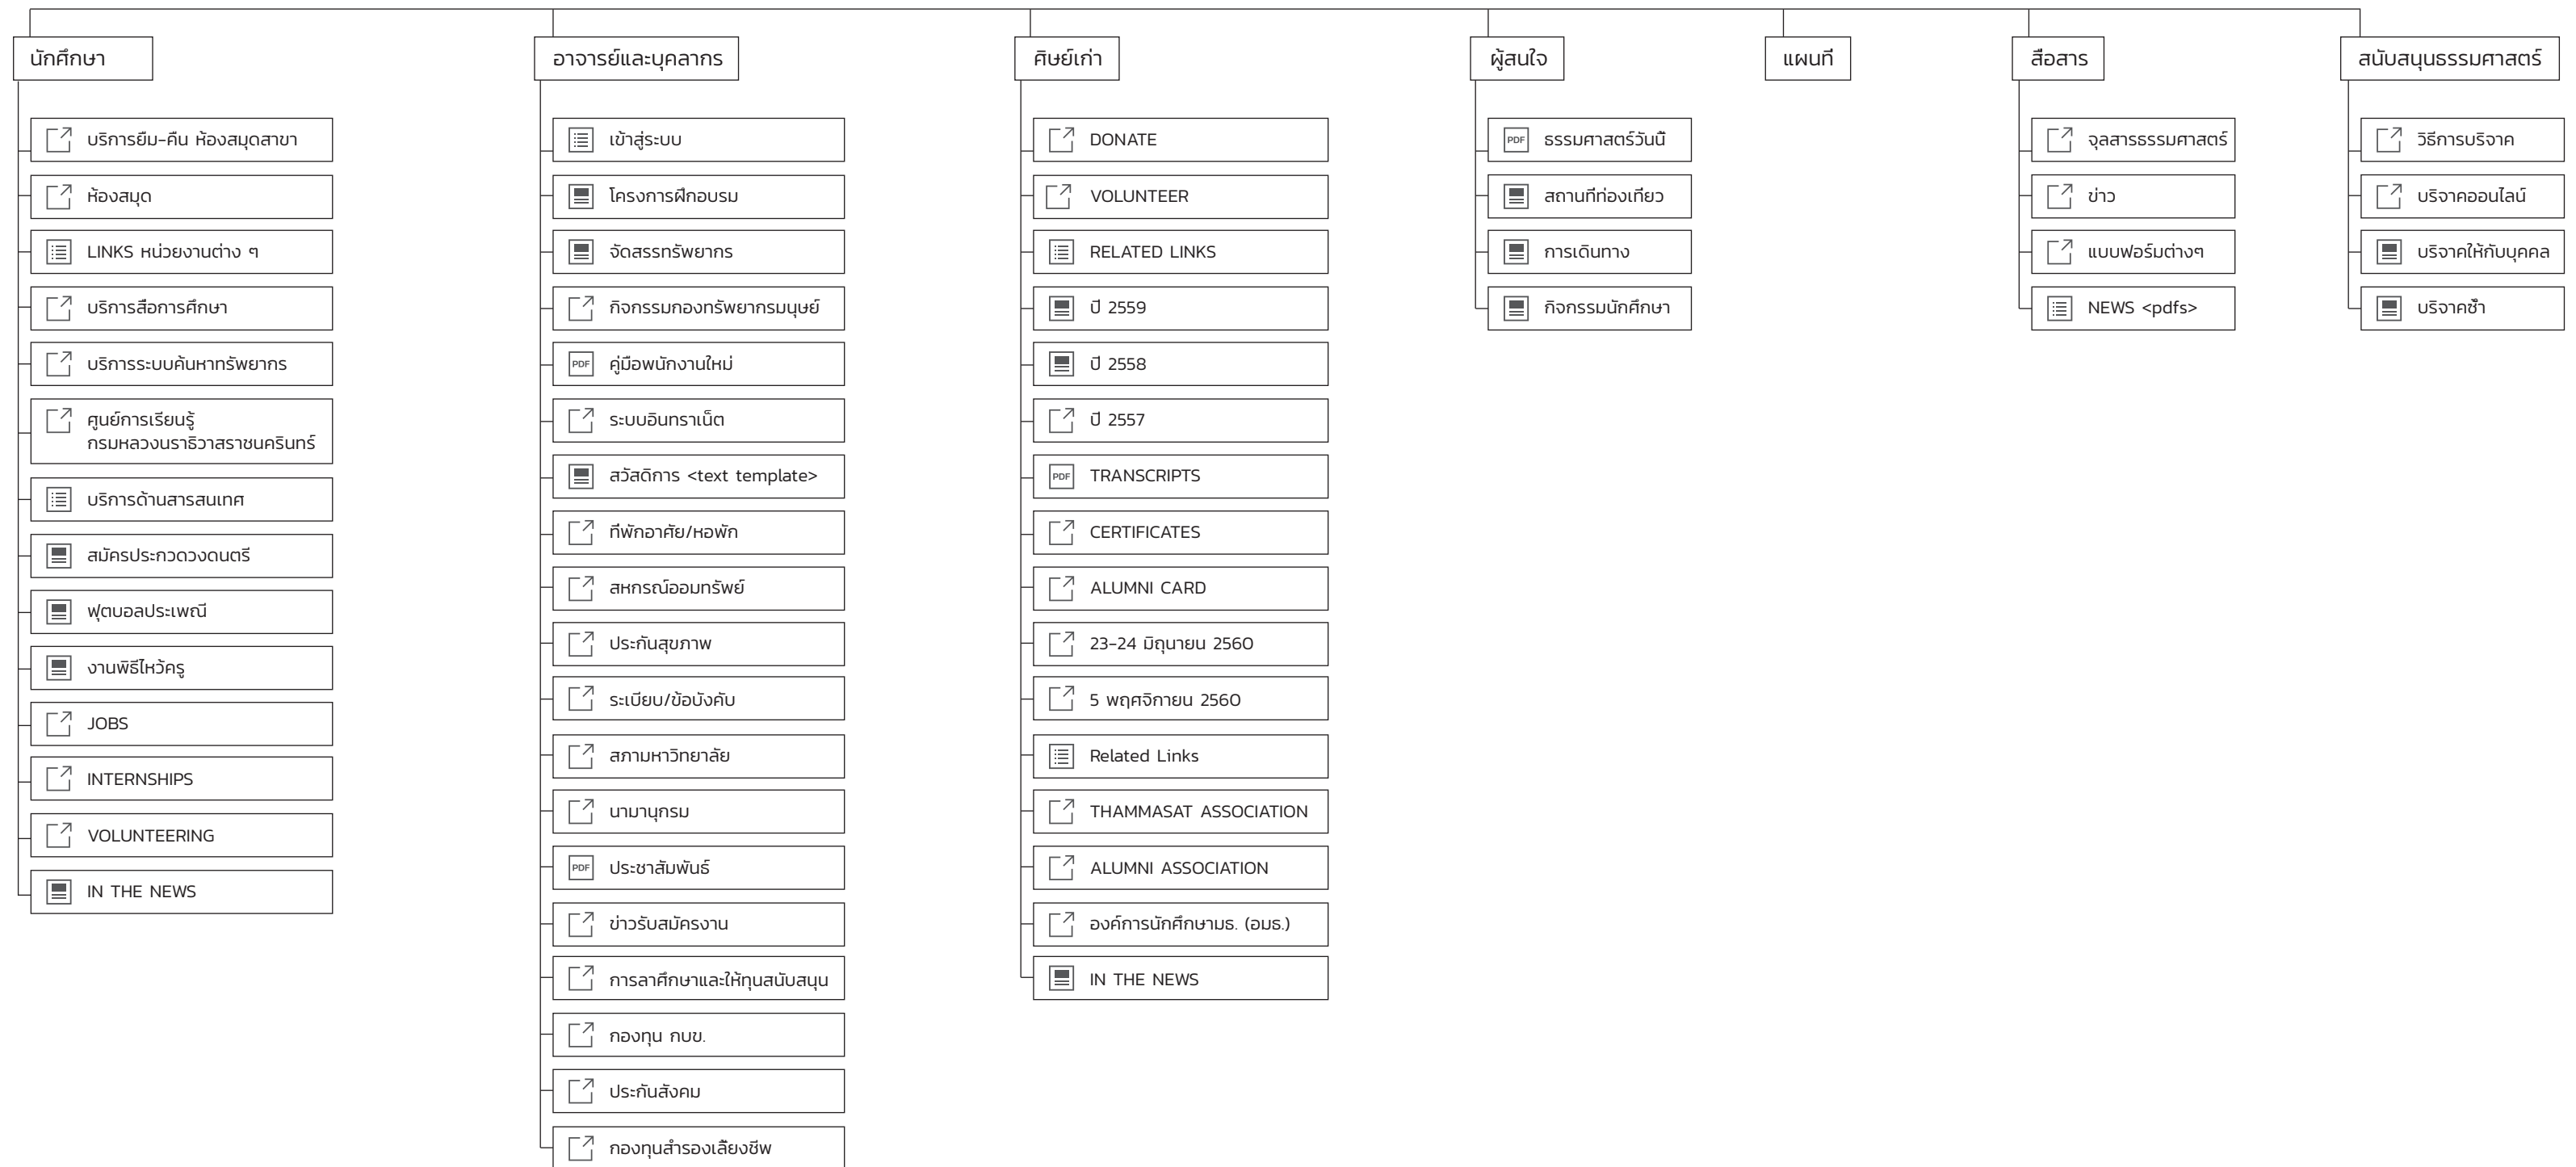 นักศึกษา
บริการยืม-คืน ห้องสมุดสาขา
ห้องสมุด
LINKS หน่วยงานต่าง ๆ
บริการสื่อการศึกษา
บริการระบบค้นหาทรัพยากร
ศูนย์การเรียนรู้
กรมหลวงนราธิวาสราชนครินทร์
บริการด้านสารสนเทศ
สมัครประกวดวงดนตรี
ฟุตบอลประเพณี
งานพิธีไหว้ครู
JOBS
INTERNSHIPS
VOLUNTEERING
IN THE NEWS
อาจารย์และบุคลากร
เข้าสู่ระบบ
โครงการฝึกอบรม
จัดสรรทรัพยากร
กิจกรรมกองทรัพยากรมนุษย์
PDF คู่มือพนักงานใหม่
ระบบอินทราเน็ต
สวัสดิการ <text template>
ที่พักอาศัย/หอพัก
สหกรณ์ออมทรัพย์
ประกันสุขภาพ
ระเบียบ/ข้อบังคับ
สภามหาวิทยาลัย
นามานุกรม
PDF ประชาสัมพันธ์
ข่าวรับสมัครงาน
การลาศึกษาและให้ทุนสนับสนุน
กองทุน กบข.
ประกันสังคม
กองทุนสำรองเลี้ยงชีพ
ศิษย์เก่า
DONATE
VOLUNTEER
RELATED LINKS
ปี 2559
ปี 2558
ปี 2557
PDF TRANSCRIPTS
CERTIFICATES
ALUMNI CARD
23-24 มิถุนายน 2560
5 พฤศจิกายน 2560
Related Links
THAMMASAT ASSOCIATION
ALUMNI ASSOCIATION
องค์การนักศึกษามธ. (อมธ.)
IN THE NEWS
ผู้สนใจ
PDF ธรรมศาสตร์วันนี้
สถานที่ท่องเที่ยว
การเดินทาง
กิจกรรมนักศึกษา
แผนที่
สื่อสาร
จุลสารธรรมศาสตร์
ข่าว
แบบฟอร์มต่างๆ
NEWS <pdfs>
สนับสนุนธรรมศาสตร์
วิธีการบริจาค
บริจาคออนไลน์
บริจาคให้กับบุคคล
บริจาคซ้ำ